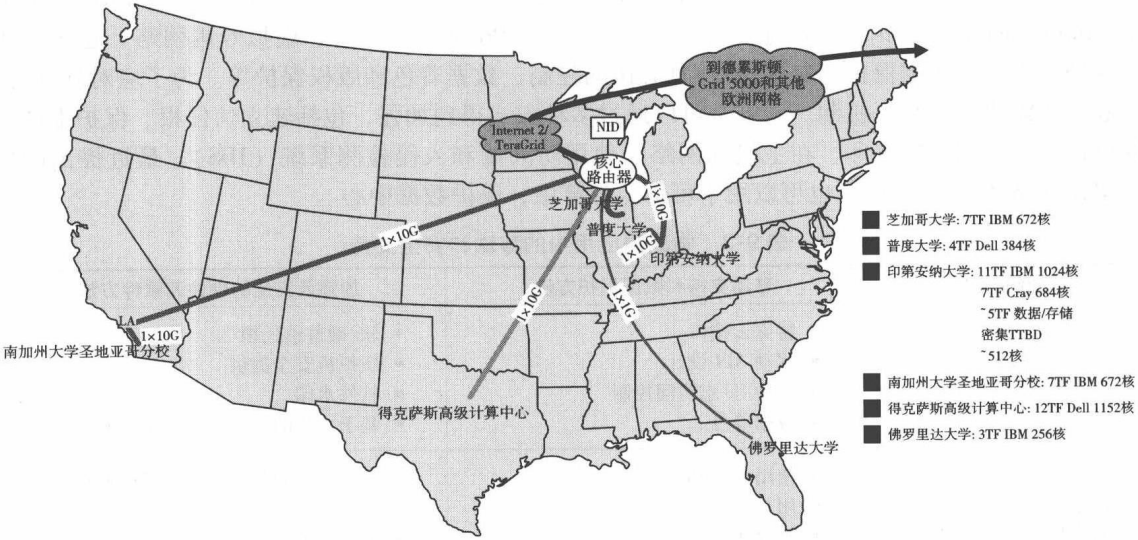 到德累斯顿、
Grid'5000和其他
欧洲网格
Internet 2/
TeraGrid
NID
核心
路由器
芝加哥大学
1×10G
普度大学
1×10G
印第安纳大学
1×10G
1×10G
1×1G
LA
1×10G
南加州大学圣地亚哥分校
得克萨斯高级计算中心
佛罗里达大学
芝加哥大学: 7TF IBM 672核
普度大学: 4TF Dell 384核
印第安纳大学: 11TF IBM 1024核
7TF Cray 684核
~5TF 数据/存储
密集TTBD
~512核
南加州大学圣地亚哥分校: 7TF IBM 672核
得克萨斯高级计算中心: 12TF Dell 1152核
佛罗里达大学: 3TF IBM 256核